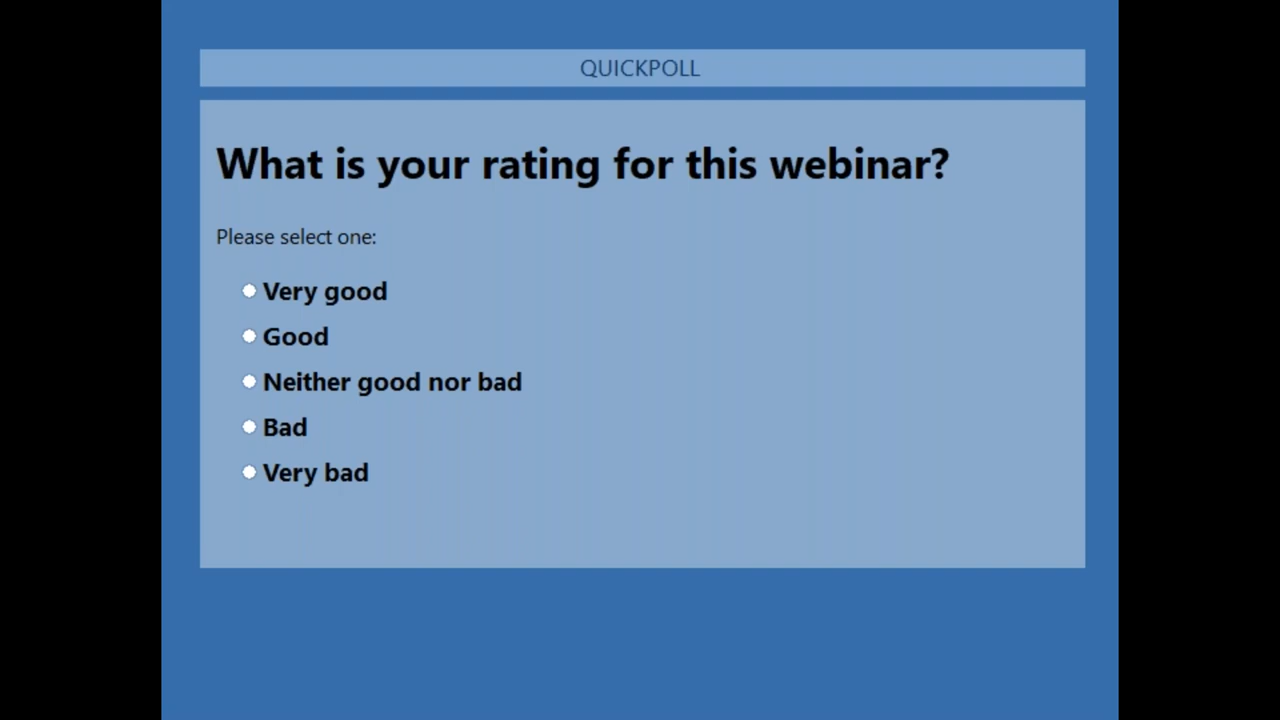 QUICKPOLL
What is your rating for this webinar?
Please select one:
Very good
Good
Neither good nor bad
Bad
Very bad